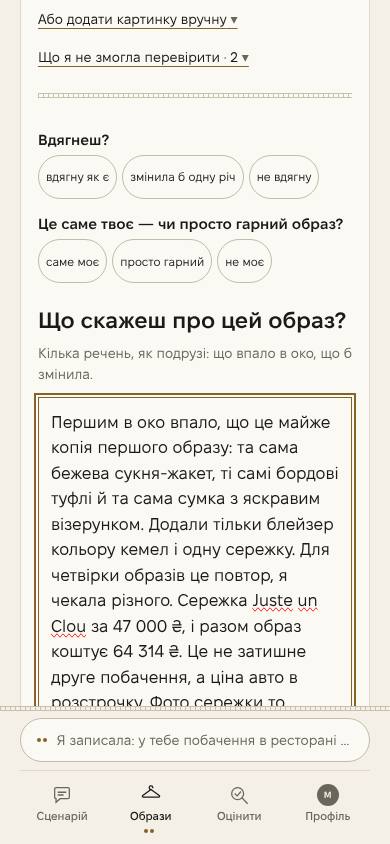 Або додати картинку вручну ▾
Що я не змогла перевірити · 2 ▾
Вдягнеш?
вдягну як є
змінила б одну річ
не вдягну
Це саме твоє — чи просто гарний образ?
саме моє
просто гарний
не моє
Що скажеш про цей образ?
Кілька речень, як подрузі: що впало в око, що б
змінила.
Першим в око впало, що це майже
копія першого образу: та сама
бежева сукня-жакет, ті самі бордові
туфлі й та сама сумка з яскравим
візерунком. Додали тільки блейзер
кольору кемел і одну сережку. Для
четвірки образів це повтор, я
чекала різного. Сережка Juste un
Clou за 47 000 ₴, і разом образ
коштує 64 314 ₴. Це не затишне
друге побачення, а ціна авто в
розстрочку. Фото сережки то
Я записала: у тебе побачення в ресторані ...
Сценарій
Образи
Оцінити
М
Профіль